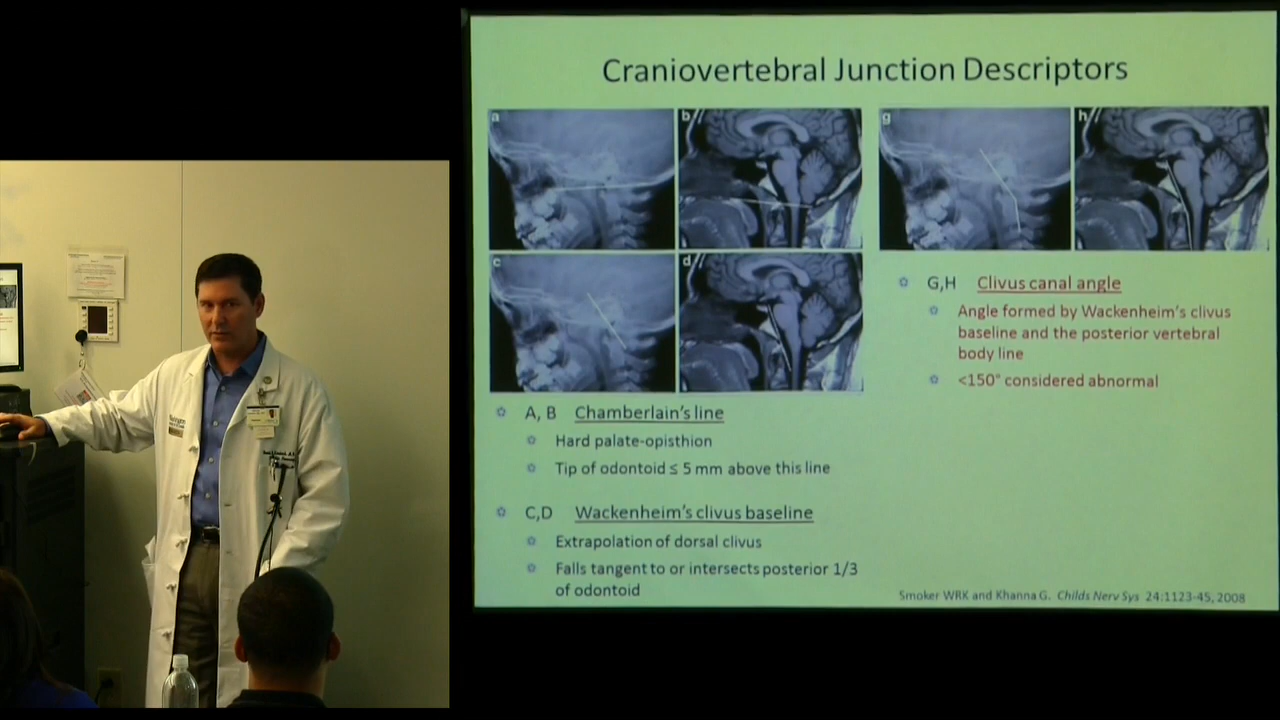 Craniovertebral Junction Descriptors
a
b
g
h
c
d
A, B Chamberlain's line
Hard palate-opisthion
Tip of odontoid ≤ 5 mm above this line
C,D Wackenheim's clivus baseline
Extrapolation of dorsal clivus
Falls tangent to or intersects posterior 1/3
of odontoid
G,H Clivus canal angle
Angle formed by Wackenheim's clivus
baseline and the posterior vertebral
body line
<150° considered abnormal
Smoker WRK and Khanna G. Childs Nerv Sys 24:1123-45, 2008